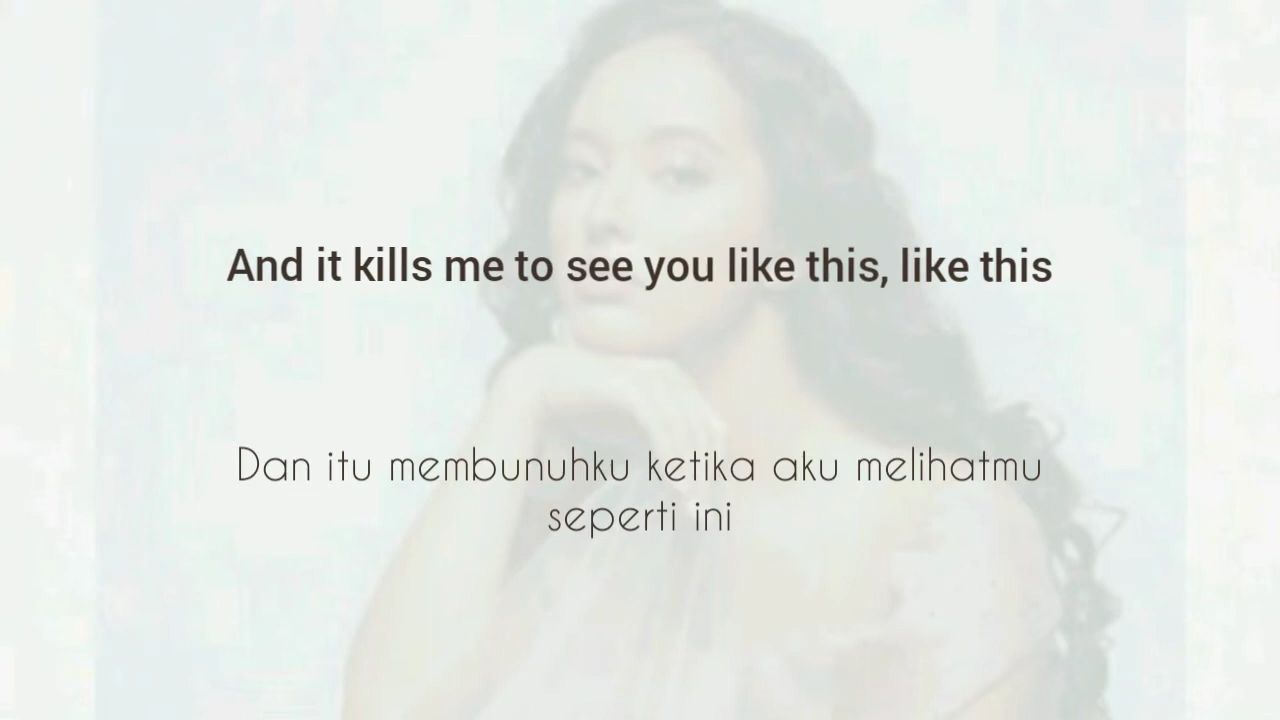 And it kills me to see you like this, like this
Dan itu membunuhku ketika aku melihatmu
seperti ini